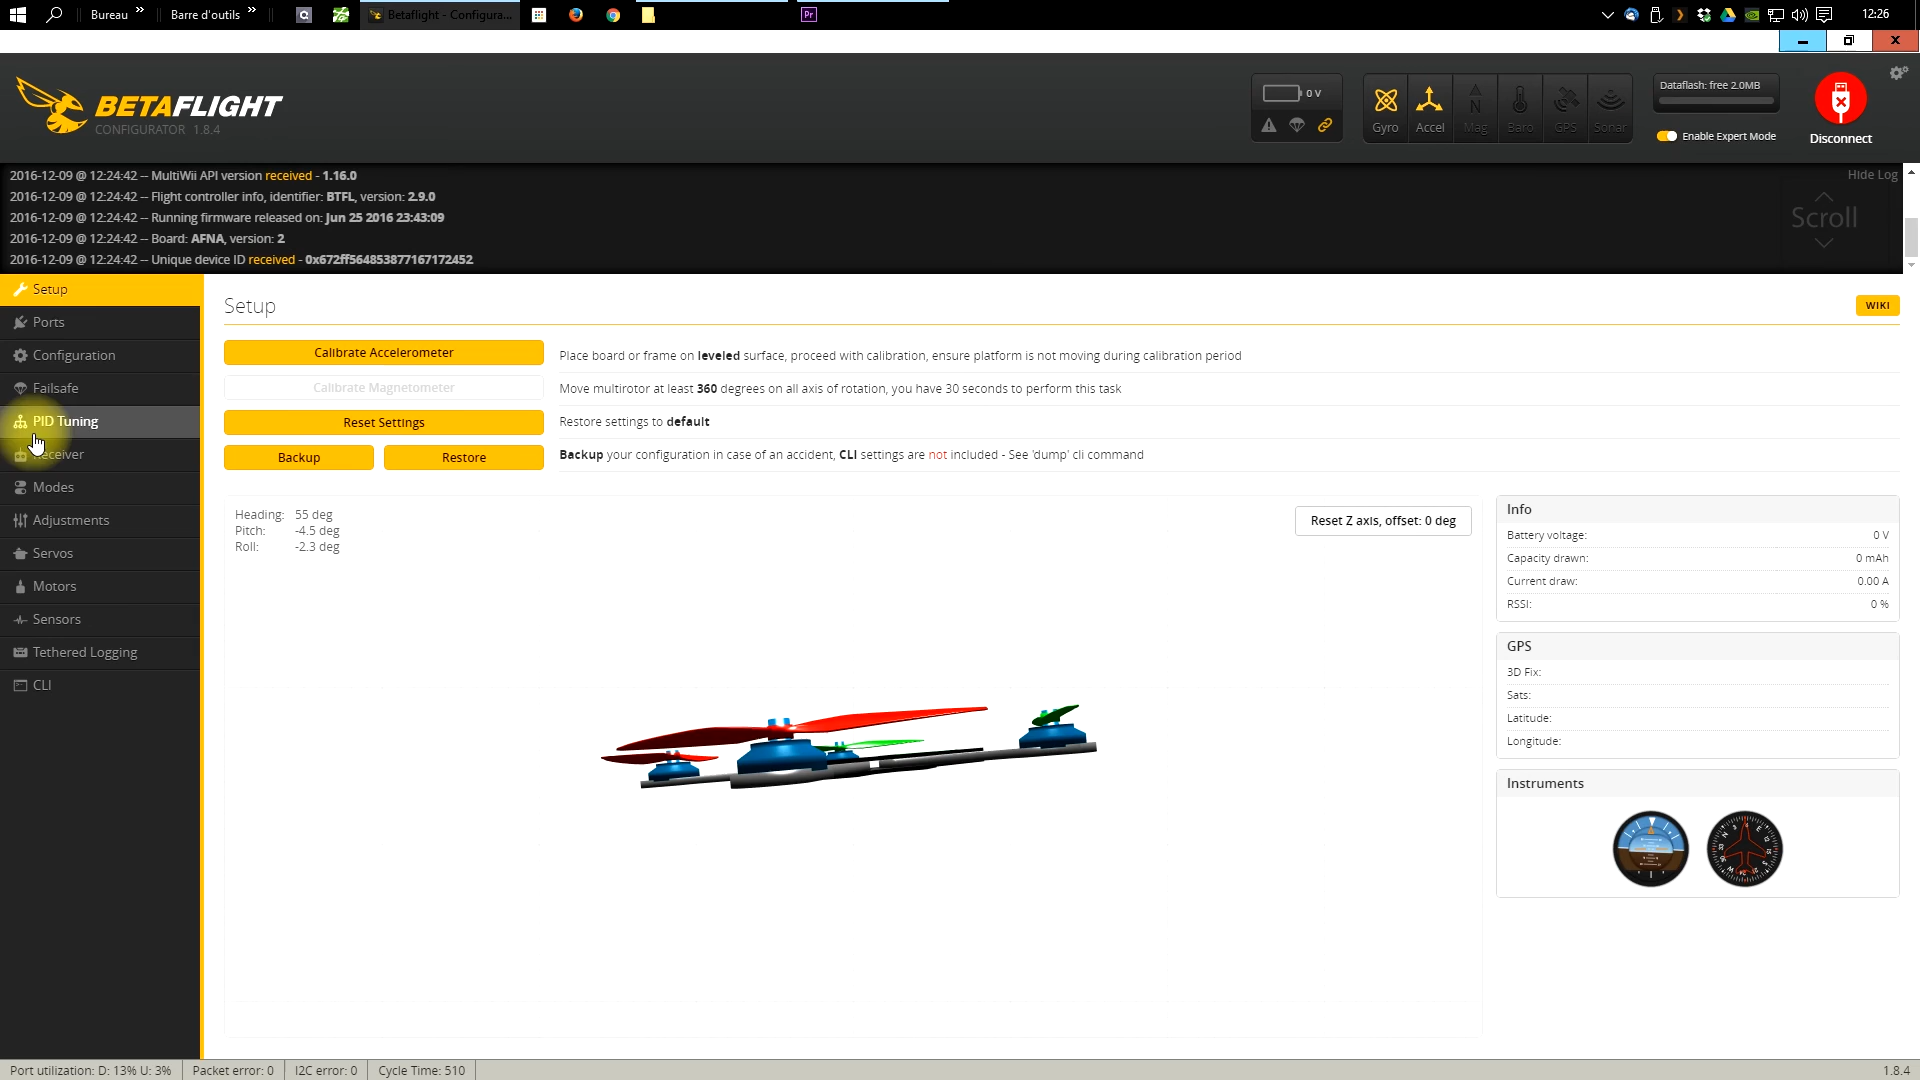 Bureau » Barre d'outils » Betaflight - Configura... Pr 12:26
BETAFLIGHT
CONFIGURATOR 1.8.4
0 V
Gyro Accel Mag Baro GPS Sonar
Dataflash: free 2.0MB
Enable Expert Mode
Disconnect
2016-12-09 @ 12:24:42 -- MultiWii API version received - 1.16.0
2016-12-09 @ 12:24:42 -- Flight controller info, identifier: BTFL, version: 2.9.0
2016-12-09 @ 12:24:42 -- Running firmware released on: Jun 25 2016 23:43:09
2016-12-09 @ 12:24:42 -- Board: AFNA, version: 2
2016-12-09 @ 12:24:42 -- Unique device ID received - 0x672ff564853877167172452
Hide Log
Scroll
Setup
Ports
Configuration
Failsafe
PID Tuning
Receiver
Modes
Adjustments
Servos
Motors
Sensors
Tethered Logging
CLI
Setup
WIKI
Calibrate Accelerometer
Place board or frame on leveled surface, proceed with calibration, ensure platform is not moving during calibration period
Calibrate Magnetometer
Move multirotor at least 360 degrees on all axis of rotation, you have 30 seconds to perform this task
Reset Settings
Restore settings to default
Backup Restore
Backup your configuration in case of an accident, CLI settings are not included - See 'dump' cli command
Heading: 55 deg
Pitch: -4.5 deg
Roll: -2.3 deg
Reset Z axis, offset: 0 deg
Info
Battery voltage: 0 V
Capacity drawn: 0 mAh
Current draw: 0.00 A
RSSI: 0 %
GPS
3D Fix:
Sats:
Latitude:
Longitude:
Instruments
Port utilization: D: 13% U: 3% Packet error: 0 I2C error: 0 Cycle Time: 510 1.8.4